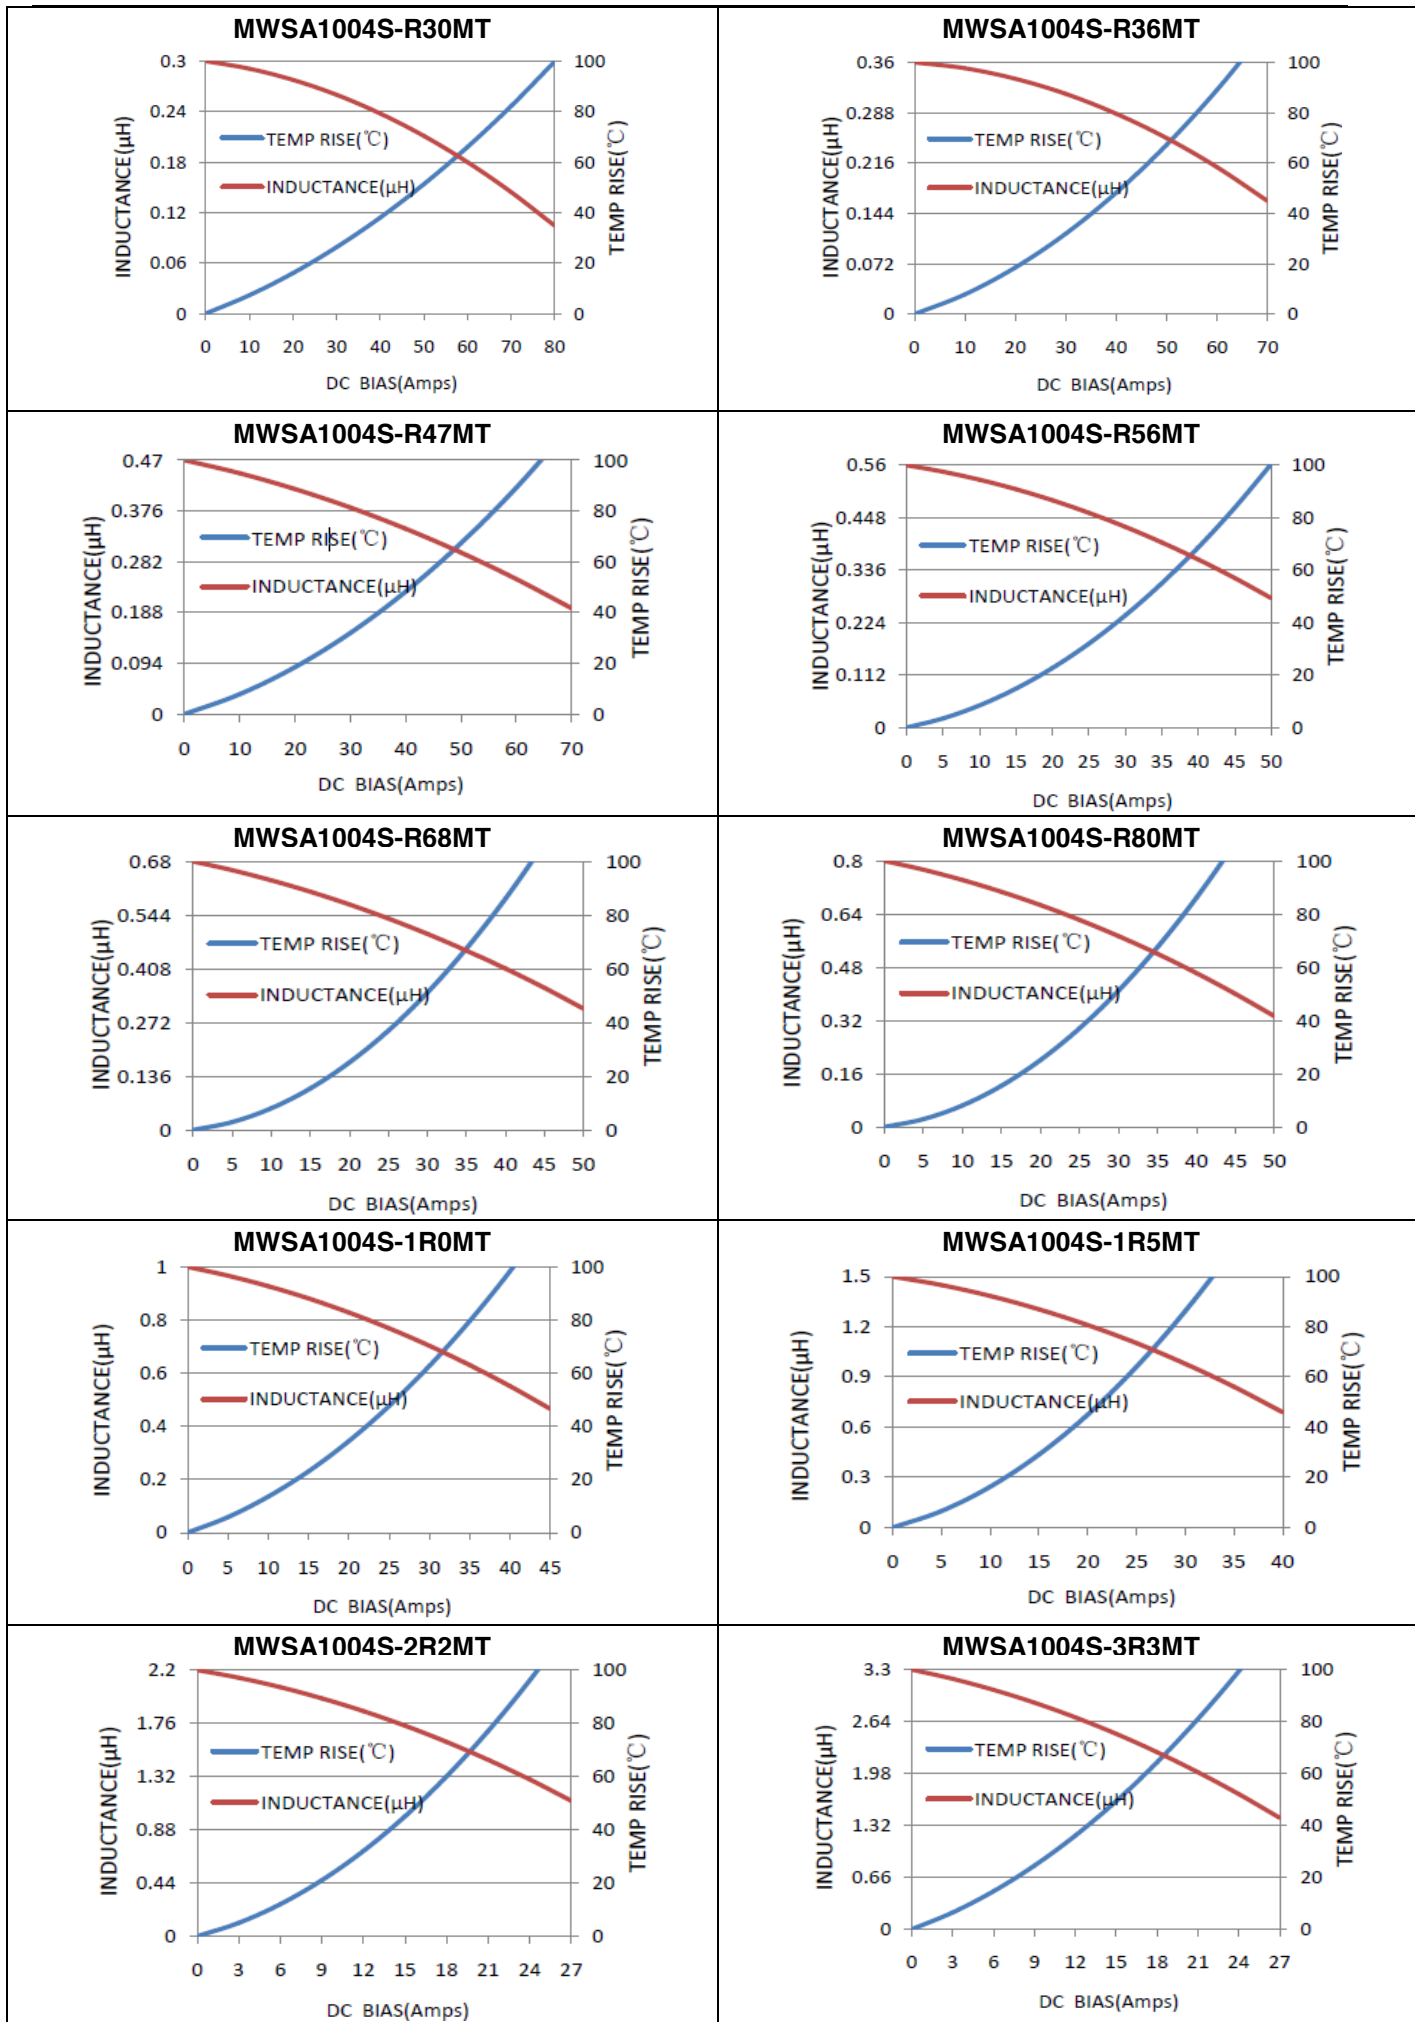 MWSA1004S-R30MT
0.3
0.24
0.18
0.12
0.06
0
INDUCTANCE(μH)
TEMP RISE(℃)
INDUCTANCE(μH)
100
80
60
40
20
0
TEMP RISE(℃)
0 10 20 30 40 50 60 70 80
DC BIAS(Amps)
MWSA1004S-R36MT
0.36
0.288
0.216
0.144
0.072
0
INDUCTANCE(μH)
TEMP RISE(℃)
INDUCTANCE(μH)
100
80
60
40
20
0
TEMP RISE(℃)
0 10 20 30 40 50 60 70
DC BIAS(Amps)
MWSA1004S-R47MT
0.47
0.376
0.282
0.188
0.094
0
INDUCTANCE(μH)
TEMP RISE(℃)
INDUCTANCE(μH)
100
80
60
40
20
0
TEMP RISE(℃)
0 10 20 30 40 50 60 70
DC BIAS(Amps)
MWSA1004S-R56MT
0.56
0.448
0.336
0.224
0.112
0
INDUCTANCE(μH)
TEMP RISE(℃)
INDUCTANCE(μH)
100
80
60
40
20
0
TEMP RISE(℃)
0 5 10 15 20 25 30 35 40 45 50
DC BIAS(Amps)
MWSA1004S-R68MT
0.68
0.544
0.408
0.272
0.136
0
INDUCTANCE(μH)
TEMP RISE(℃)
INDUCTANCE(μH)
100
80
60
40
20
0
TEMP RISE(℃)
0 5 10 15 20 25 30 35 40 45 50
DC BIAS(Amps)
MWSA1004S-R80MT
0.8
0.64
0.48
0.32
0.16
0
INDUCTANCE(μH)
TEMP RISE(℃)
INDUCTANCE(μH)
100
80
60
40
20
0
TEMP RISE(℃)
0 5 10 15 20 25 30 35 40 45 50
DC BIAS(Amps)
MWSA1004S-1R0MT
1
0.8
0.6
0.4
0.2
0
INDUCTANCE(μH)
TEMP RISE(℃)
INDUCTANCE(μH)
100
80
60
40
20
0
TEMP RISE(℃)
0 5 10 15 20 25 30 35 40 45
DC BIAS(Amps)
MWSA1004S-1R5MT
1.5
1.2
0.9
0.6
0.3
0
INDUCTANCE(μH)
TEMP RISE(℃)
INDUCTANCE(μH)
100
80
60
40
20
0
TEMP RISE(℃)
0 5 10 15 20 25 30 35 40
DC BIAS(Amps)
MWSA1004S-2R2MT
2.2
1.76
1.32
0.88
0.44
0
INDUCTANCE(μH)
TEMP RISE(℃)
INDUCTANCE(μH)
100
80
60
40
20
0
TEMP RISE(℃)
0 3 6 9 12 15 18 21 24 27
DC BIAS(Amps)
MWSA1004S-3R3MT
3.3
2.64
1.98
1.32
0.66
0
INDUCTANCE(μH)
TEMP RISE(℃)
INDUCTANCE(μH)
100
80
60
40
20
0
TEMP RISE(℃)
0 3 6 9 12 15 18 21 24 27
DC BIAS(Amps)